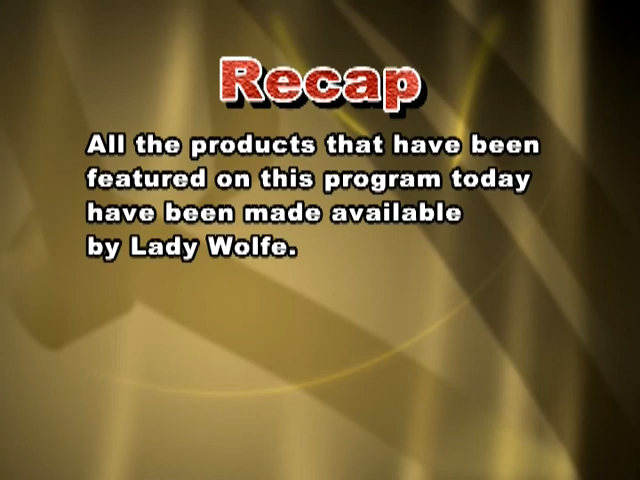 Recap
All the products that have been
featured on this program today
have been made available
by Lady Wolfe.